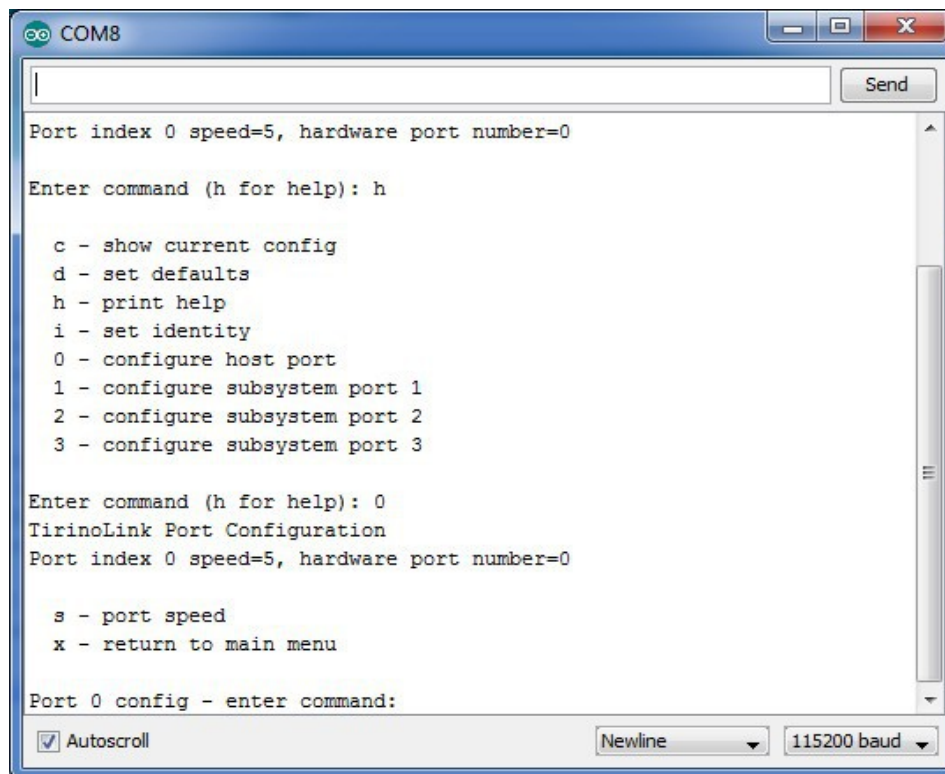 COM8
Send
Port index 0 speed=5, hardware port number=0
Enter command (h for help): h
c - show current config
d - set defaults
h - print help
i - set identity
0 - configure host port
1 - configure subsystem port 1
2 - configure subsystem port 2
3 - configure subsystem port 3
Enter command (h for help): 0
TirinoLink Port Configuration
Port index 0 speed=5, hardware port number=0
s - port speed
x - return to main menu
Port 0 config - enter command:
Autoscroll
Newline
115200 baud